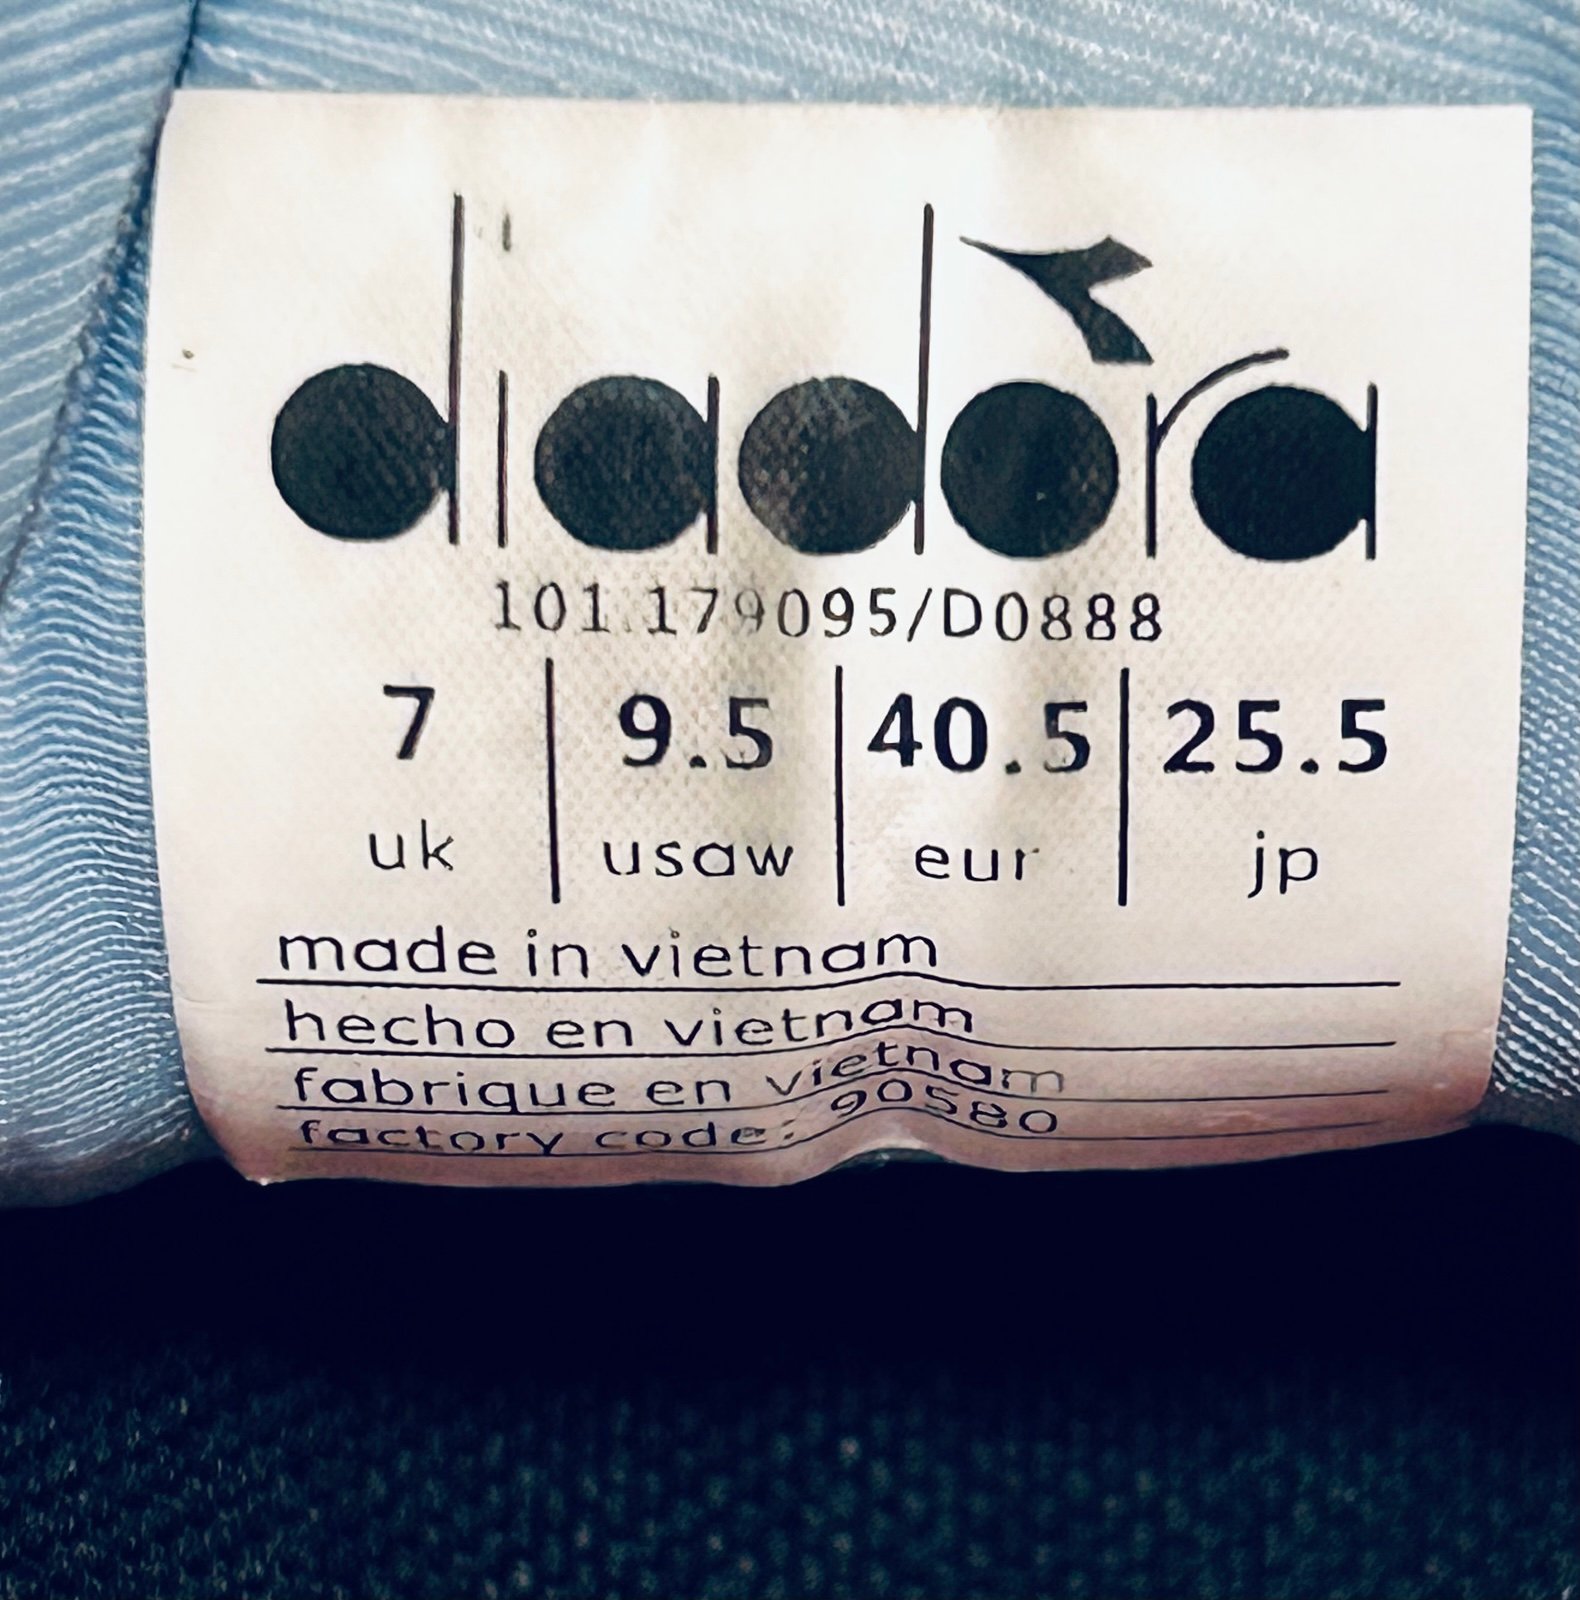 diadora
101.179095/D0888
7 9.5 40.5 25.5
uk usaw eur jp
made in vietnam
hecho en vietnam
fabrique en vietnam
factory code: 90580